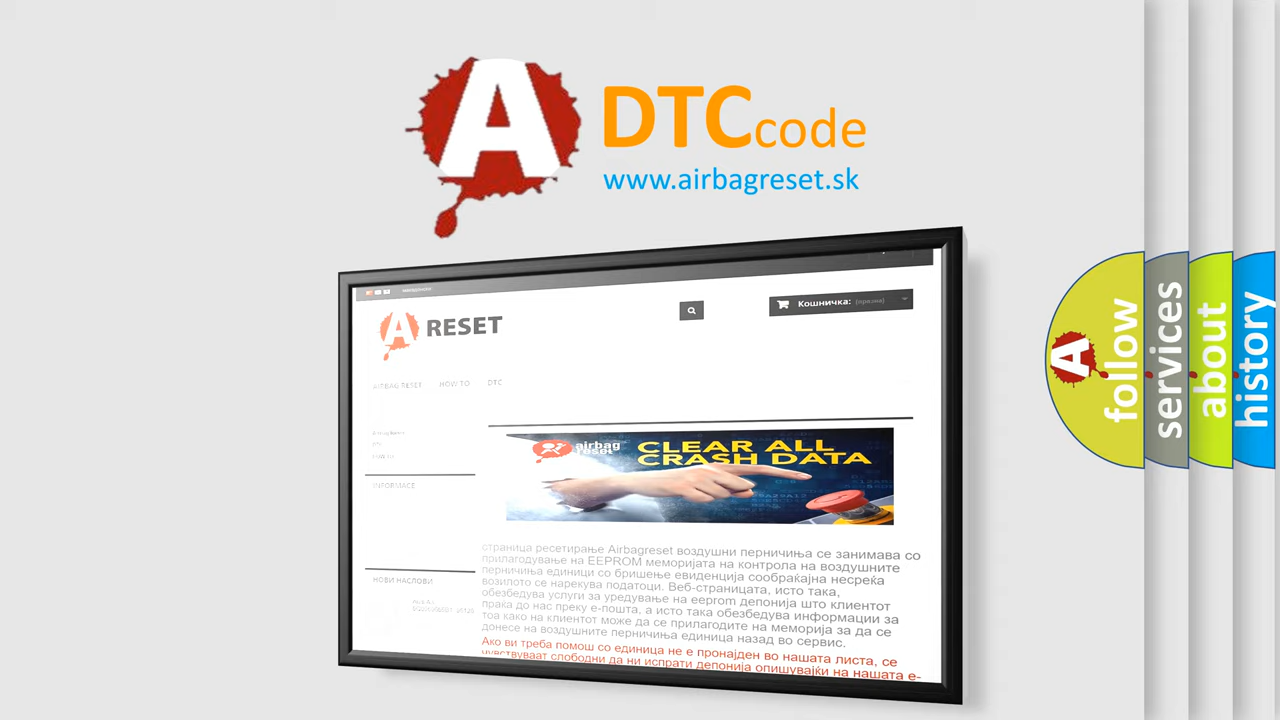 A
DTC code
www.airbagreset.sk
A RESET
Кошничка: (празна)
AIRBAG RESET HOW TO DTC
INFORMACE
airbag
reset
CLEAR ALL
CRASH DATA
страница ресетирање Airbagreset воздушни перничиња се занимава со
прилагодување на EEPROM меморијата на контрола на воздушните
перничиња единици со бришење евиденција сообраќајна несреќа
возилото се нарекува податоци. Веб-страницата, исто така,
обезбедува услуги за уредување на eeprom депонија што клиентот
праќа до нас преку е-пошта, а исто така обезбедува информации за
тоа како на клиентот може да се прилагодите на меморија за да се
донесе на воздушните перничиња единица назад во сервис.
Ако ви треба помош со единица не е пронајден во нашата листа, се
чувствуваат слободни да ни испрати депонија опишувајќи на нашата е-
НОВИ НАСЛОВИ
A
follow
services
about
history